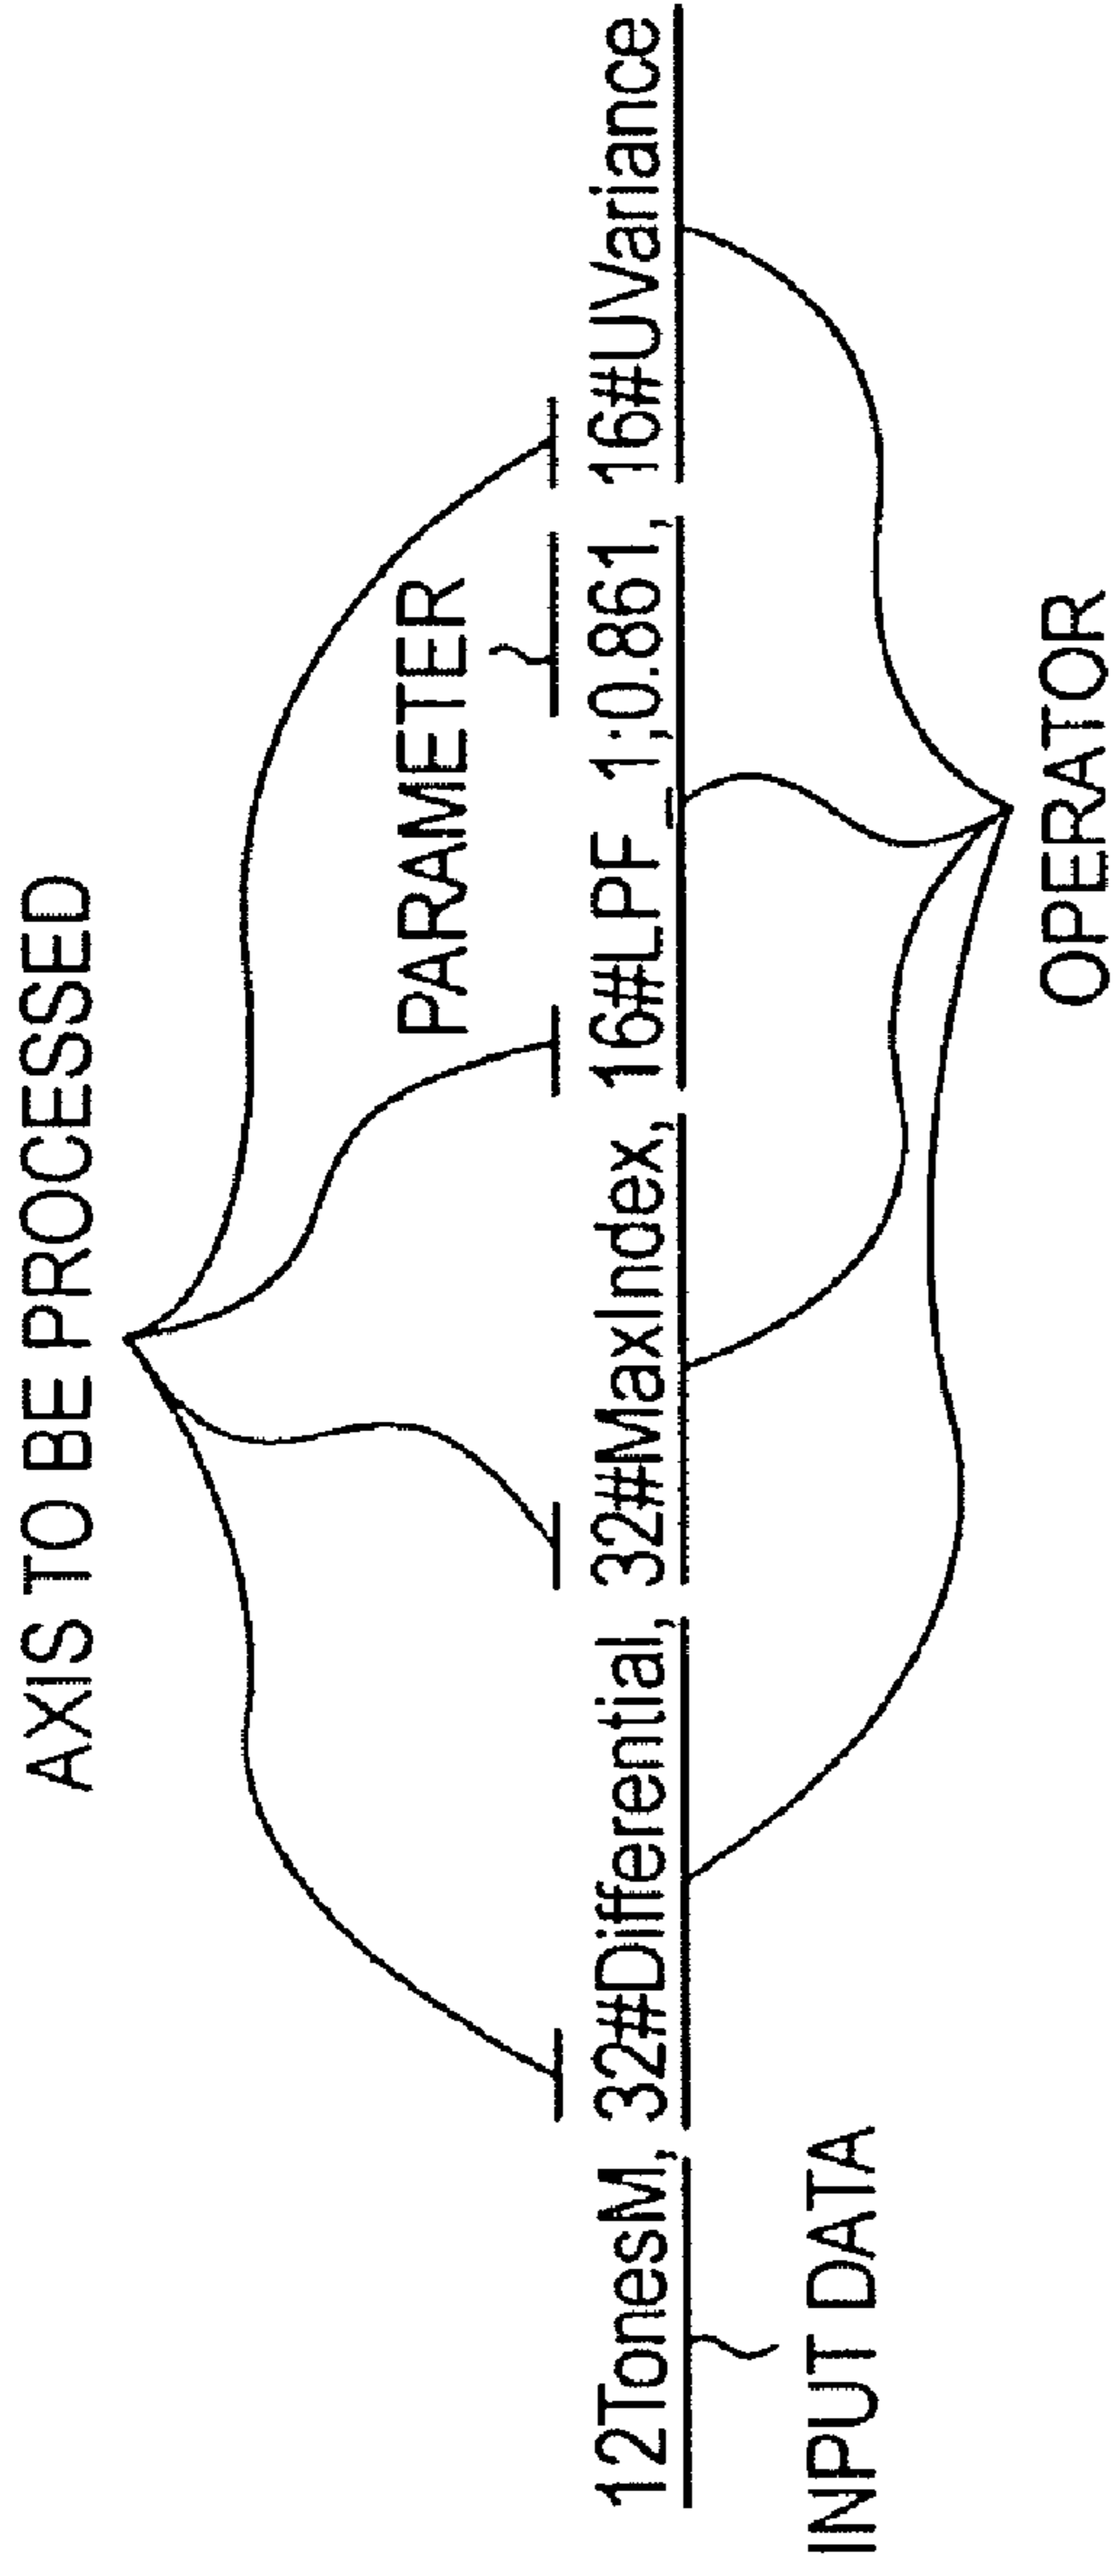 AXIS TO BE PROCESSED
PARAMETER
12TonesM, 32#Differential, 32#MaxIndex, 16#LPF_1;0.861, 16#UVariance
INPUT DATA
OPERATOR